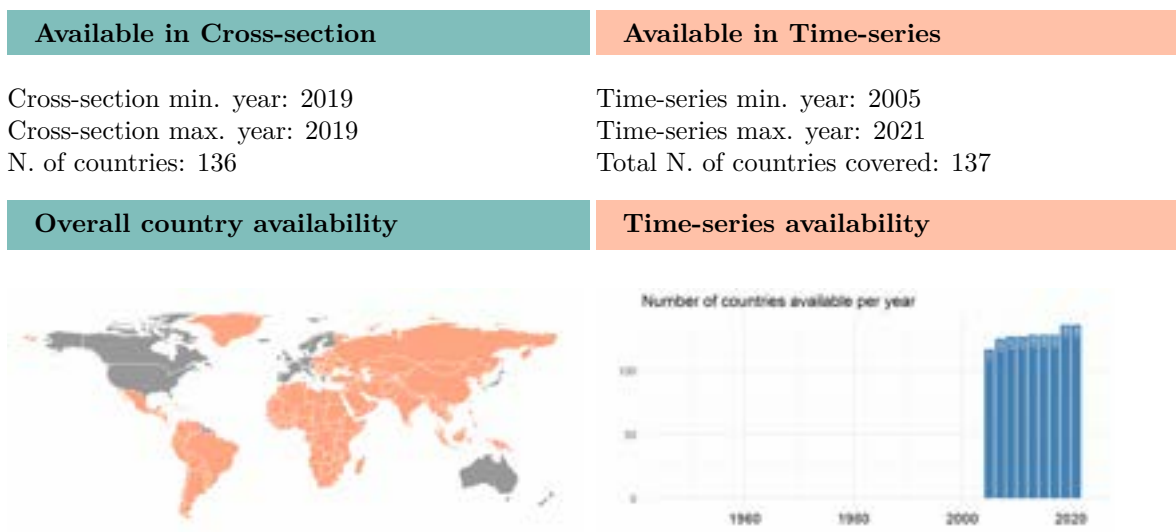 Available in Cross-section
Available in Time-series
Cross-section min. year: 2019
Cross-section max. year: 2019
N. of countries: 136
Time-series min. year: 2005
Time-series max. year: 2021
Total N. of countries covered: 137
Overall country availability
Time-series availability
Number of countries available per year
100
50
0
1960
1980
2000
2020